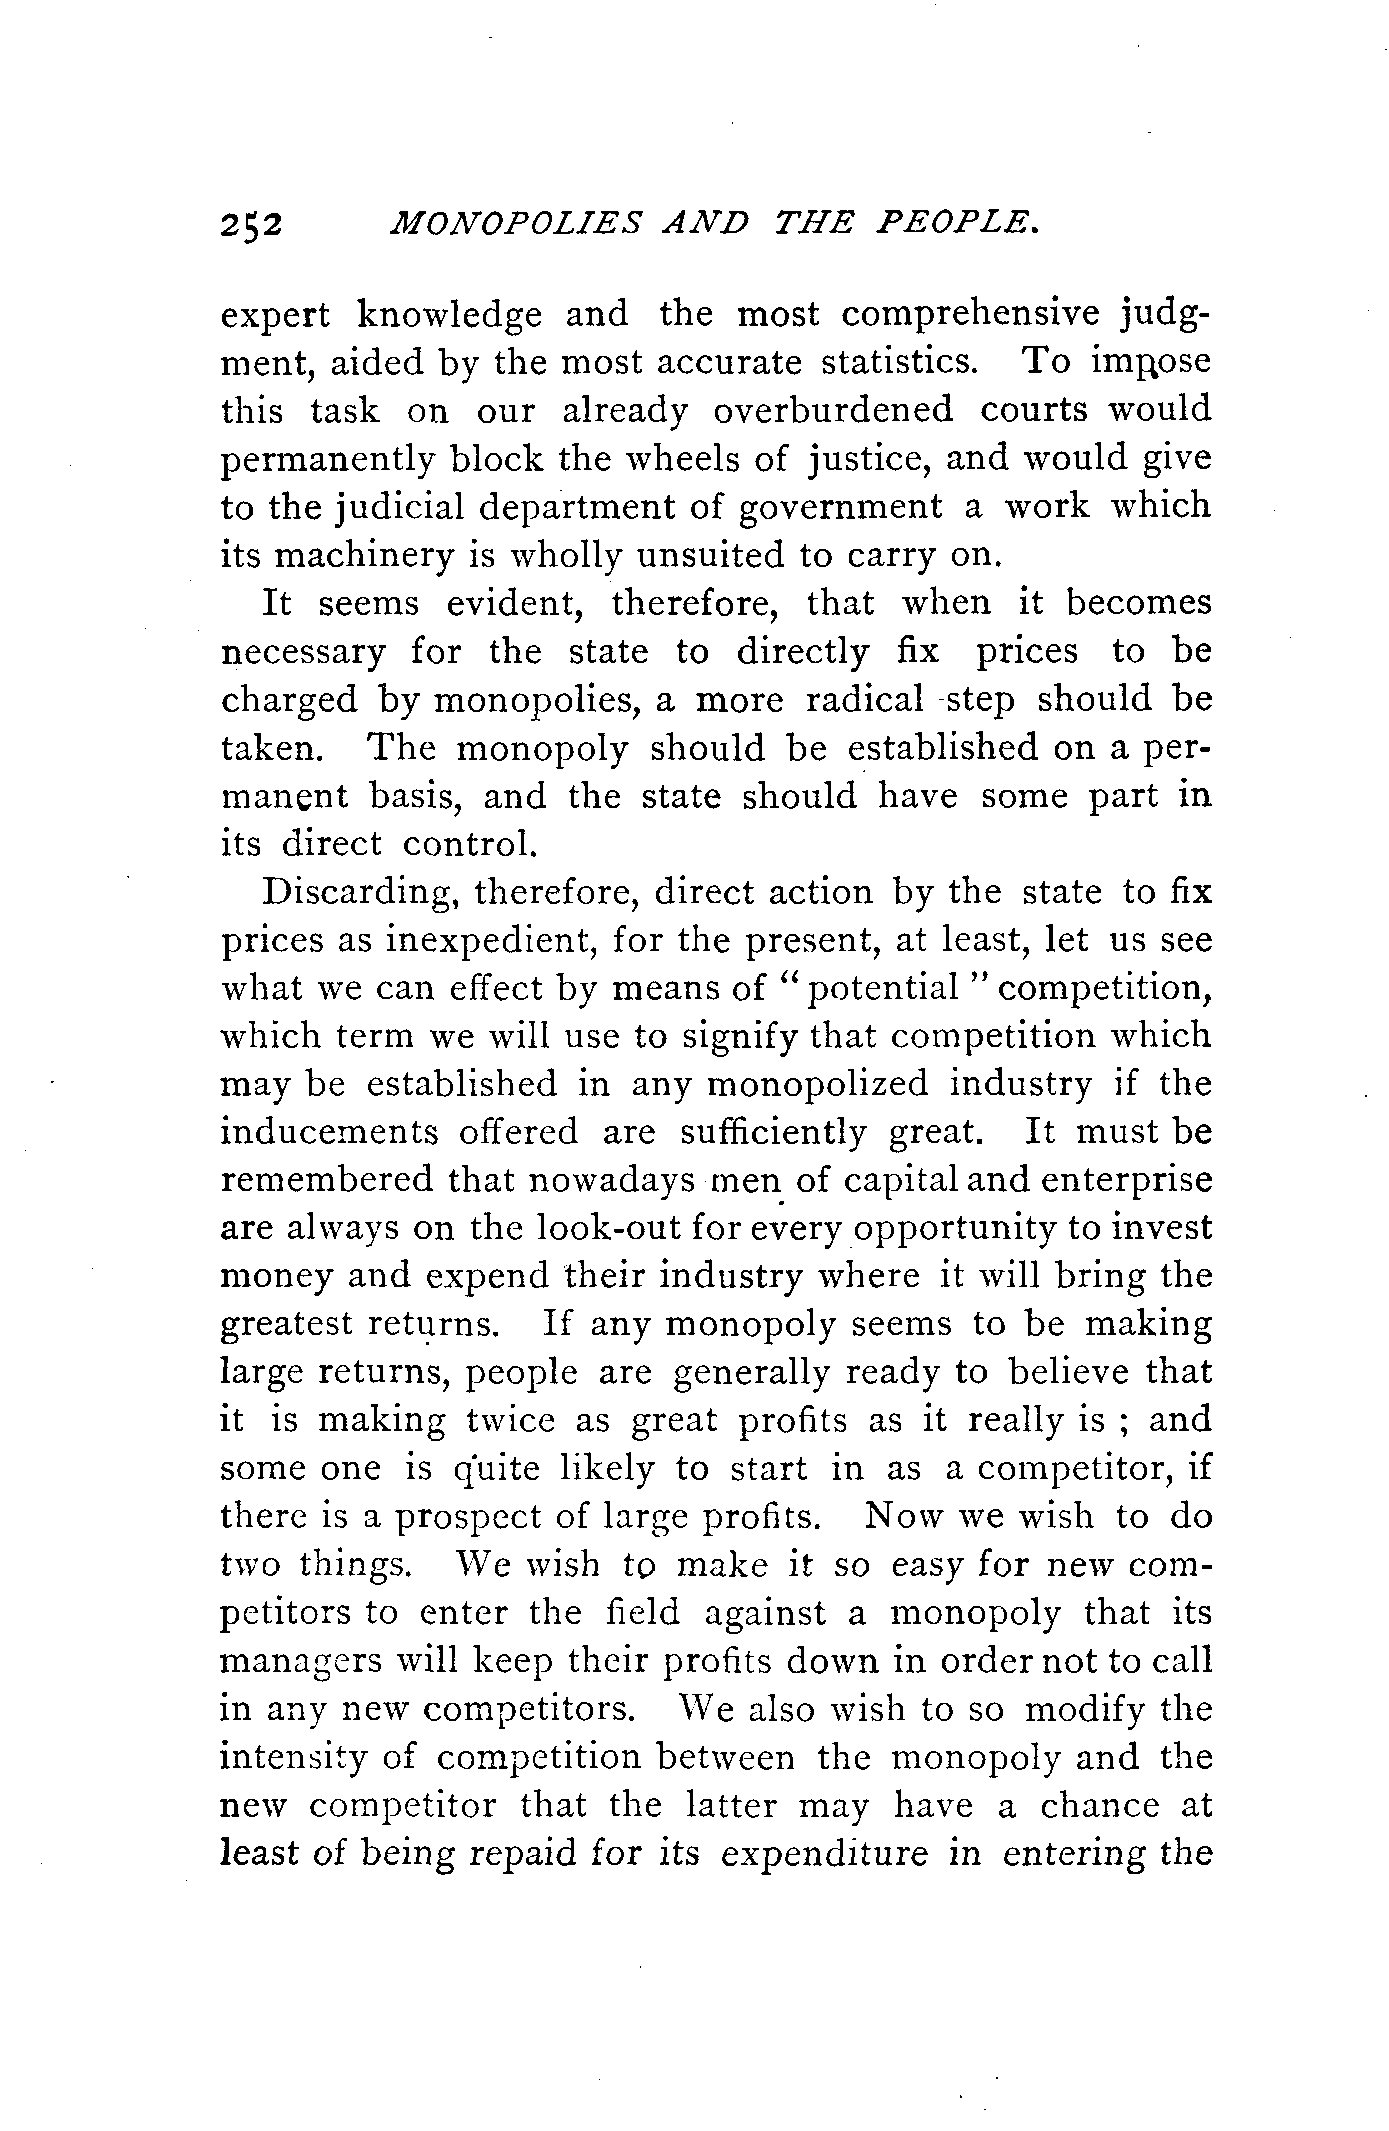 252 MONOPOLIES AND THE PEOPLE.
expert knowledge and the most comprehensive judg-
ment, aided by the most accurate statistics. To impose
this task on our already overburdened courts would
permanently block the wheels of justice, and would give
to the judicial department of government a work which
its machinery is wholly unsuited to carry on.
It seems evident, therefore, that when it becomes
necessary for the state to directly fix prices to be
charged by monopolies, a more radical step should be
taken. The monopoly should be established on a per-
manent basis, and the state should have some part in
its direct control.
Discarding, therefore, direct action by the state to fix
prices as inexpedient, for the present, at least, let us see
what we can effect by means of "potential" competition,
which term we will use to signify that competition which
may be established in any monopolized industry if the
inducements offered are sufficiently great. It must be
remembered that nowadays men of capital and enterprise
are always on the look-out for every opportunity to invest
money and expend their industry where it will bring the
greatest returns. If any monopoly seems to be making
large returns, people are generally ready to believe that
it is making twice as great profits as it really is ; and
some one is quite likely to start in as a competitor, if
there is a prospect of large profits. Now we wish to do
two things. We wish to make it so easy for new com-
petitors to enter the field against a monopoly that its
managers will keep their profits down in order not to call
in any new competitors. We also wish to so modify the
intensity of competition between the monopoly and the
new competitor that the latter may have a chance at
least of being repaid for its expenditure in entering the